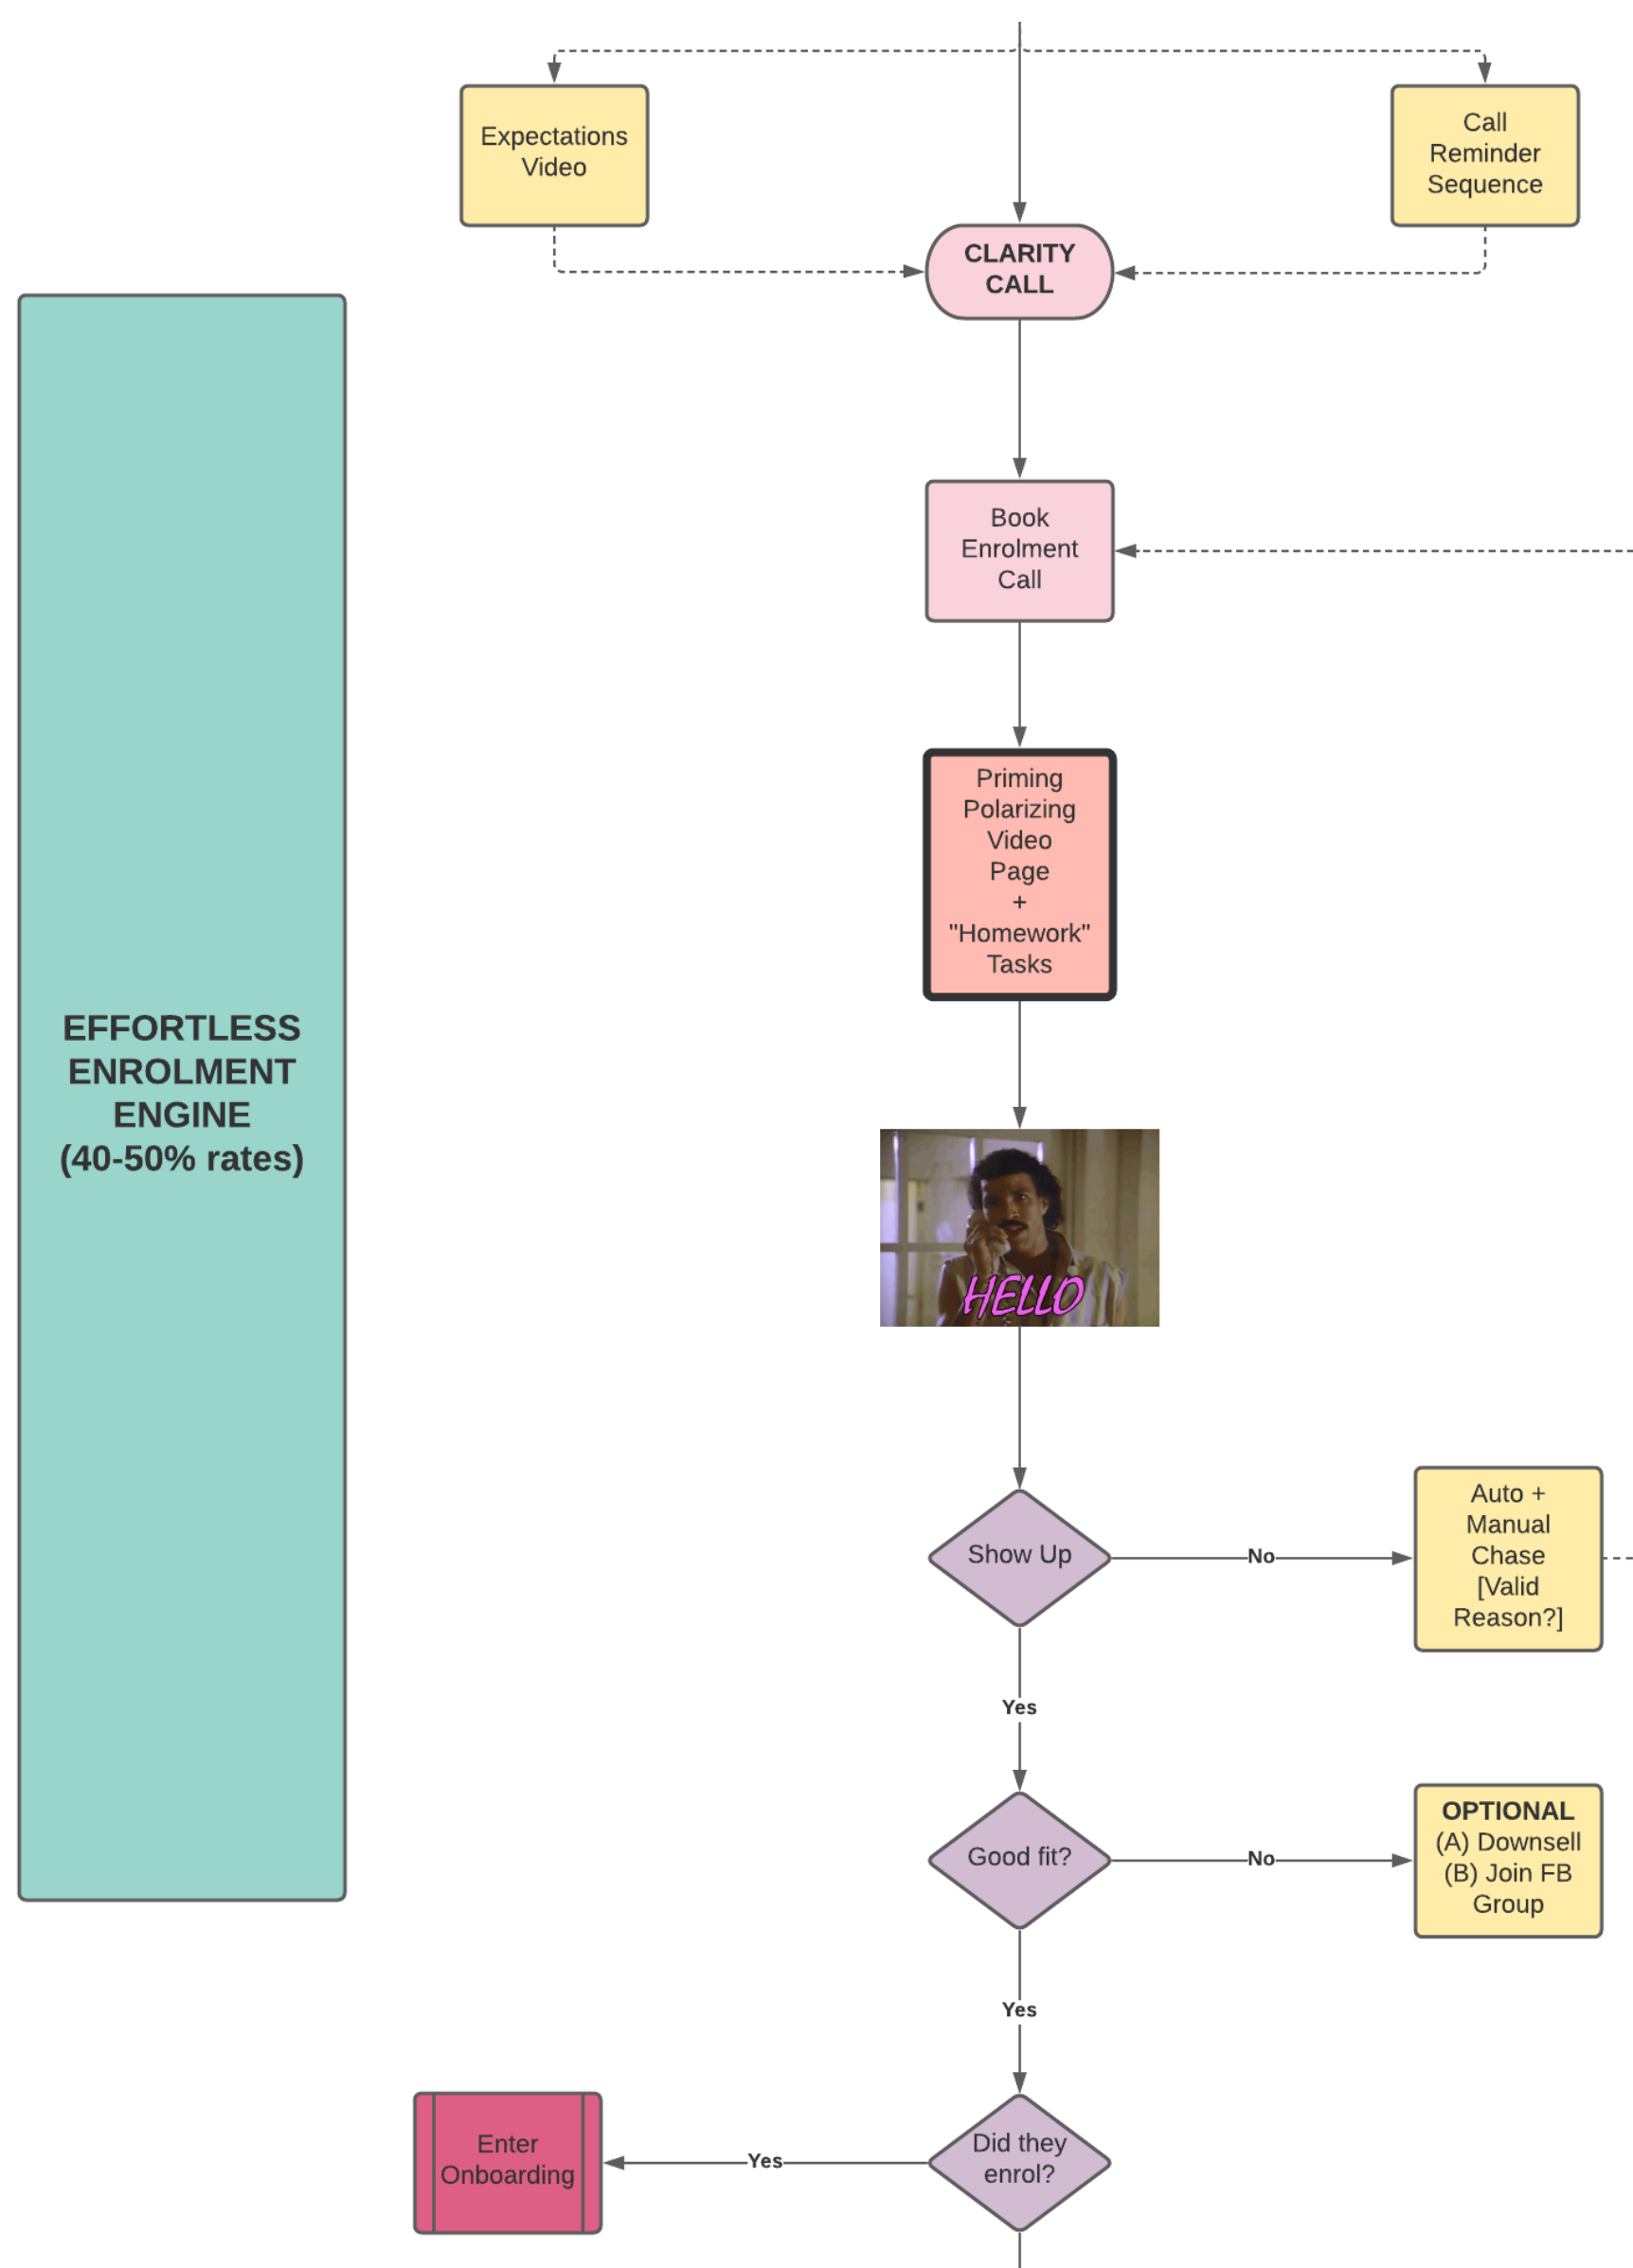 Expectations
Video
Call
Reminder
Sequence
CLARITY
CALL
Book
Enrolment
Call
Priming
Polarizing
Video
Page
+
"Homework"
Tasks
EFFORTLESS
ENROLMENT
ENGINE
(40-50% rates)
HELLO
Show Up
No
Auto +
Manual
Chase
[Valid
Reason?]
Yes
Good fit?
No
OPTIONAL
(A) Downsell
(B) Join FB
Group
Yes
Did they
enrol?
Yes
Enter
Onboarding